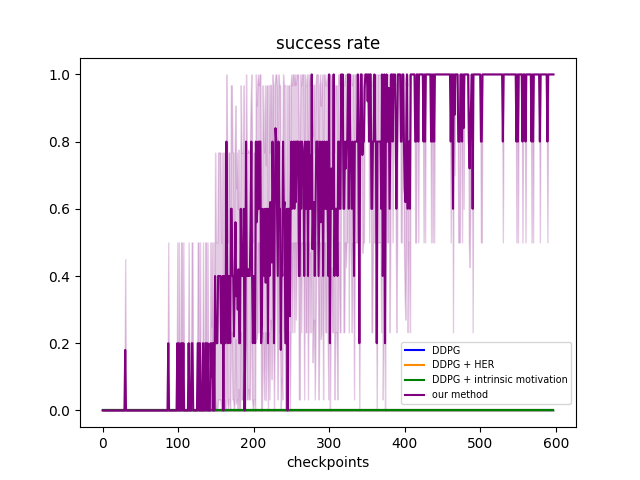 success rate
1.0
0.8
0.6
0.4
0.2
0.0
DDPG
DDPG + HER
DDPG + intrinsic motivation
our method
0 100 200 300 400 500 600
checkpoints